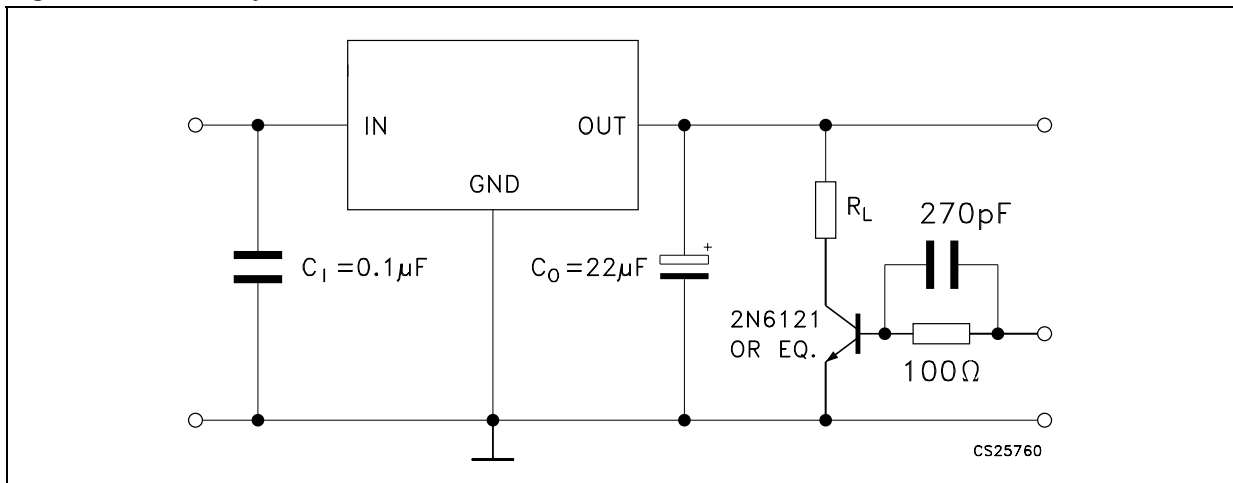 IN
OUT
GND
C_I =0.1µF
C_O =22µF
+
R_L
270pF
2N6121
OR EQ.
100Ω
CS25760